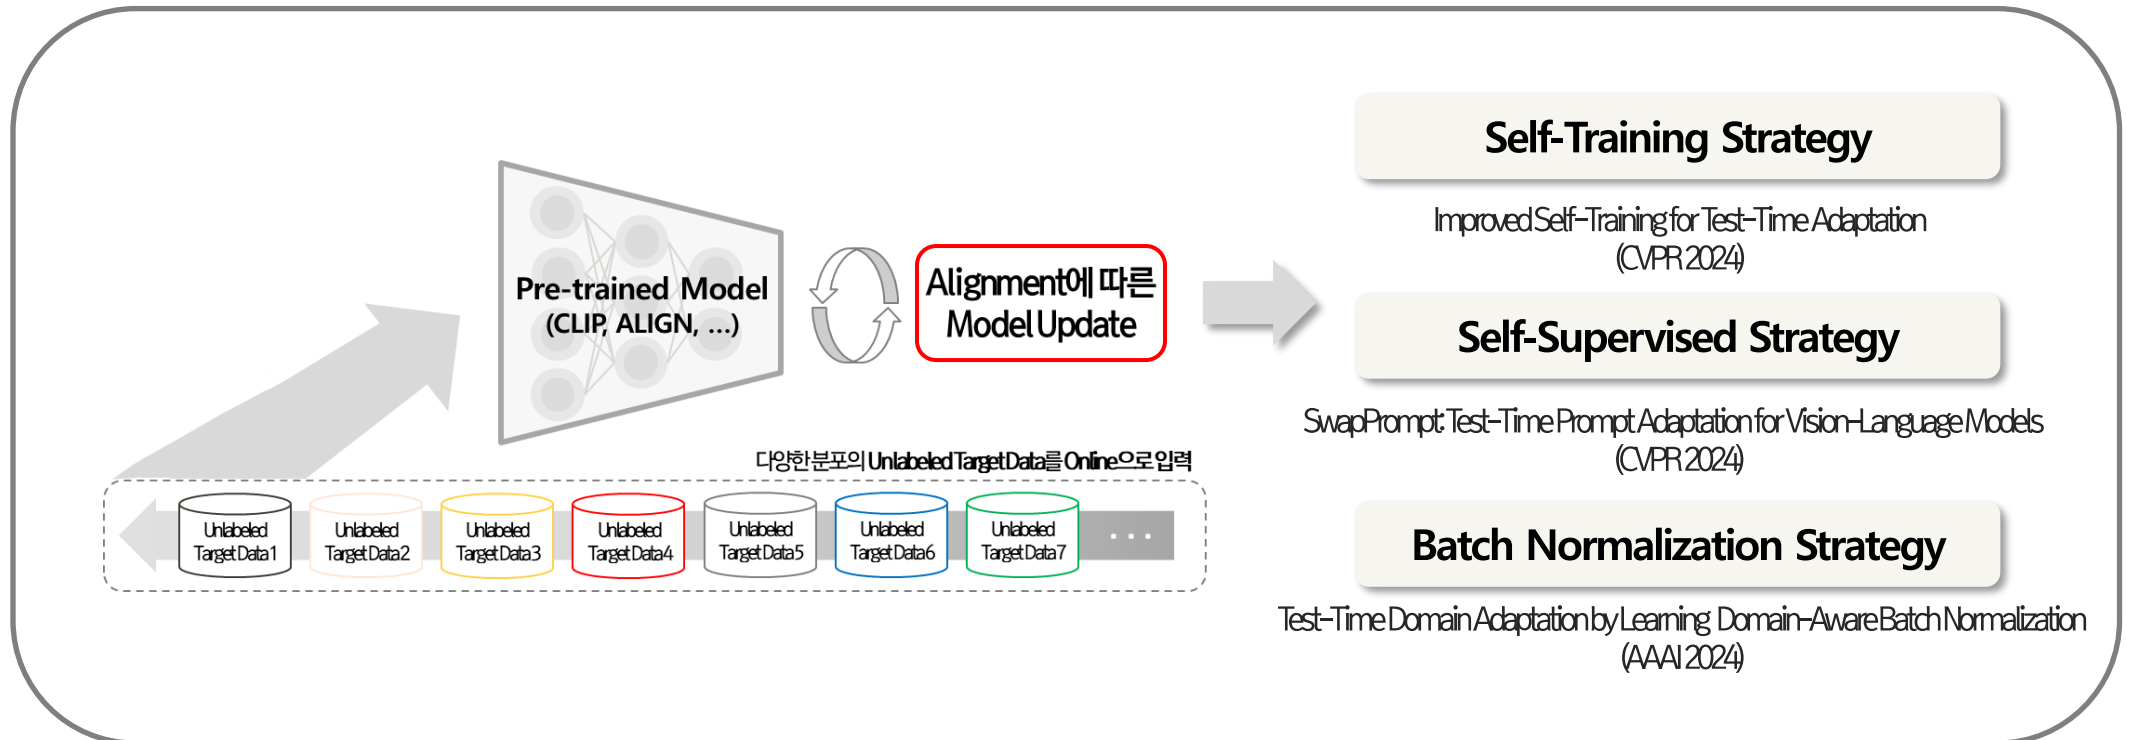 Pre-trained Model
(CLIP, ALIGN, ...)
Alignment에 따른
Model Update
다양한 분포의 Unlabeled Target Data를 Online으로 입력
Unlabeled
Target Data1
Unlabeled
Target Data2
Unlabeled
Target Data3
Unlabeled
Target Data4
Unlabeled
Target Data5
Unlabeled
Target Data6
Unlabeled
Target Data7
...
Self-Training Strategy
Improved Self-Training for Test-Time Adaptation
(CVPR 2024)
Self-Supervised Strategy
SwapPrompt: Test-Time Prompt Adaptation for Vision-Language Models
(CVPR 2024)
Batch Normalization Strategy
Test-Time Domain Adaptation by Learning Domain-Aware Batch Normalization
(AAAI 2024)